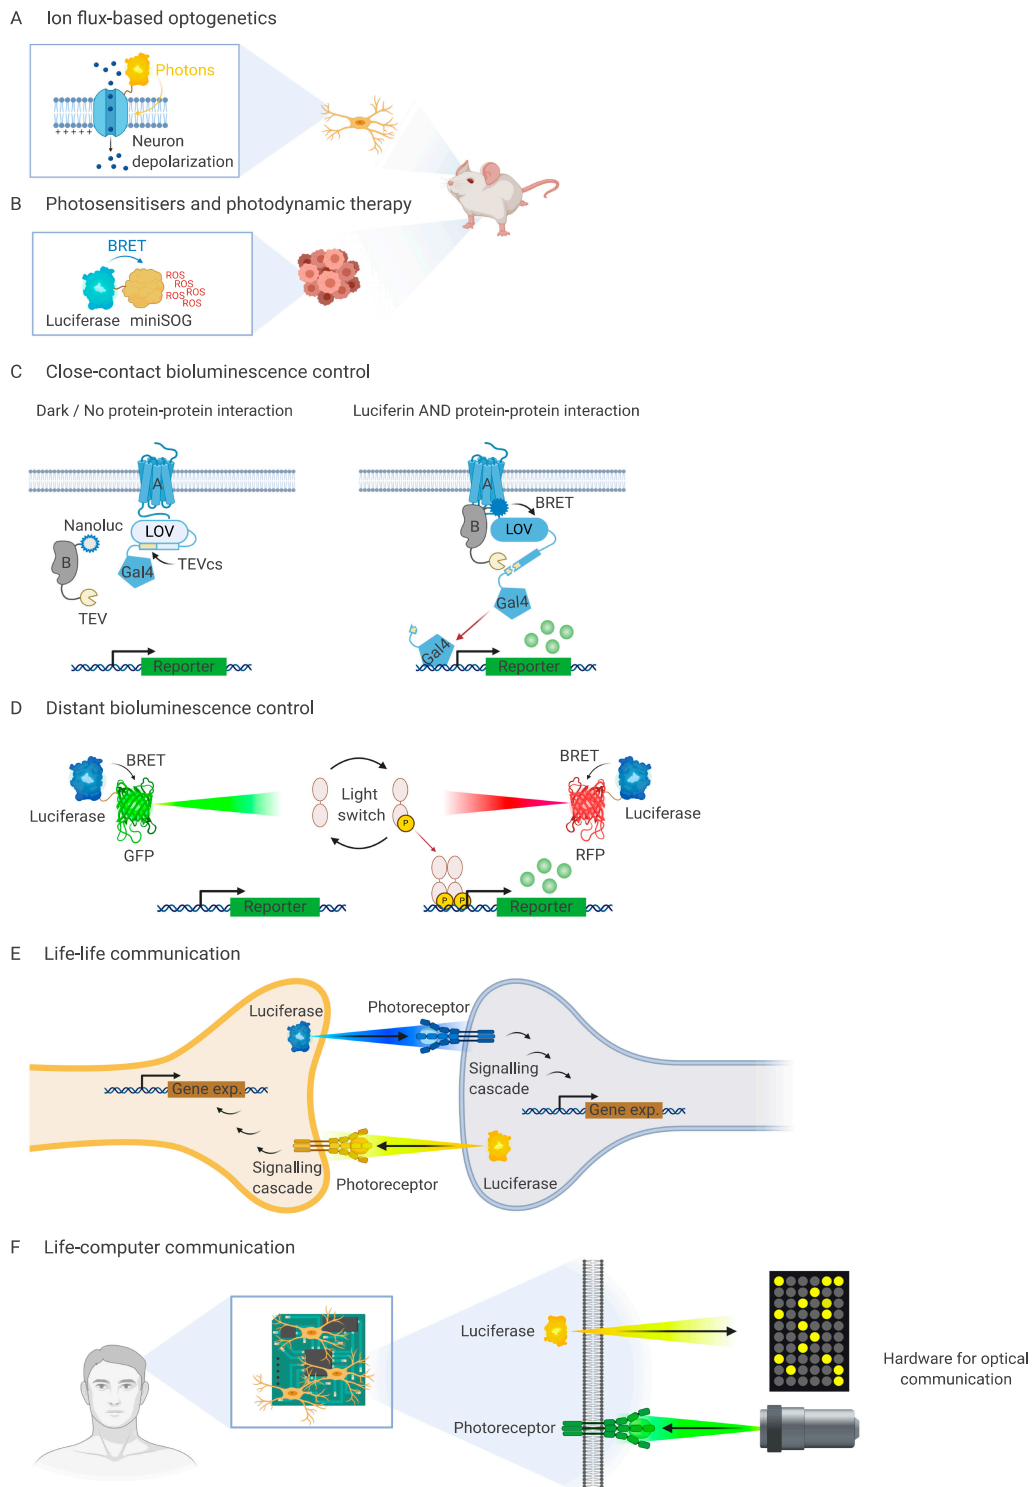 A Ion flux-based optogenetics
Photons
+ + + + +
Neuron
depolarization
B Photosensitisers and photodynamic therapy
BRET
ROS
ROS
ROS ROS
ROS
Luciferase miniSOG
C Close-contact bioluminescence control
Dark / No protein-protein interaction
Luciferin AND protein-protein interaction
A
Nanoluc
LOV
B
TEVcs
Gal4
TEV
Reporter
A
BRET
B
LOV
Gal4
Gal4
Reporter
D Distant bioluminescence control
BRET
Luciferase
GFP
Light
switch
P
BRET
Luciferase
RFP
P P
Reporter
Reporter
E Life-life communication
Luciferase
Photoreceptor
Signalling
cascade
Gene exp.
Gene exp.
Signalling
cascade
Photoreceptor
Luciferase
F Life-computer communication
Luciferase
Hardware for optical
communication
Photoreceptor